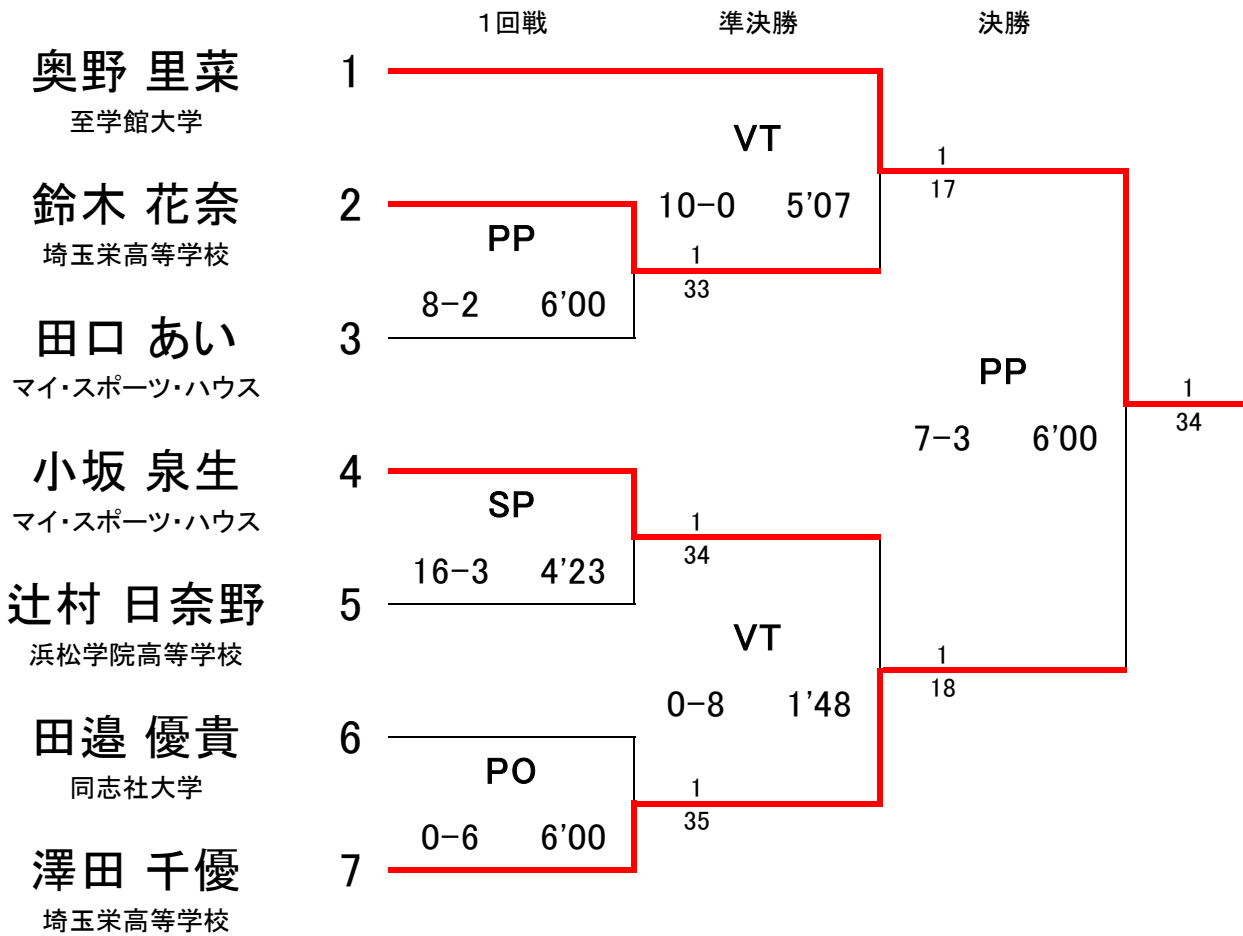 1回戦 準決勝 決勝
奥野 里菜 1
至学館大学
VT
1
17
鈴木 花奈 2
10-0 5'07
埼玉栄高等学校
PP
1
33
8-2 6'00
田口 あい 3
マイ・スポーツ・ハウス
PP
1
34
7-3 6'00
小坂 泉生 4
マイ・スポーツ・ハウス
SP
1
34
16-3 4'23
辻村 日奈野 5
浜松学院高等学校
VT
1
18
0-8 1'48
田邉 優貴 6
同志社大学
PO
1
35
0-6 6'00
澤田 千優 7
埼玉栄高等学校